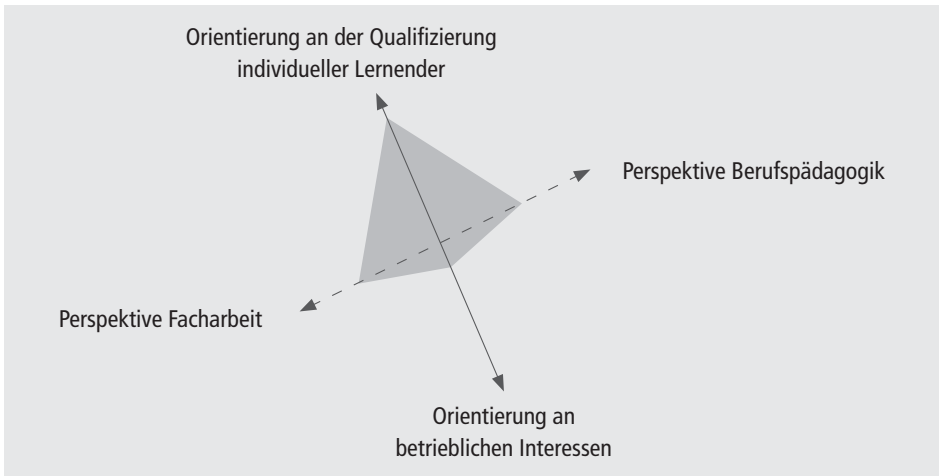 Orientierung an der Qualifizierung
individueller Lernender
Perspektive Berufspädagogik
Perspektive Facharbeit
Orientierung an
betrieblichen Interessen